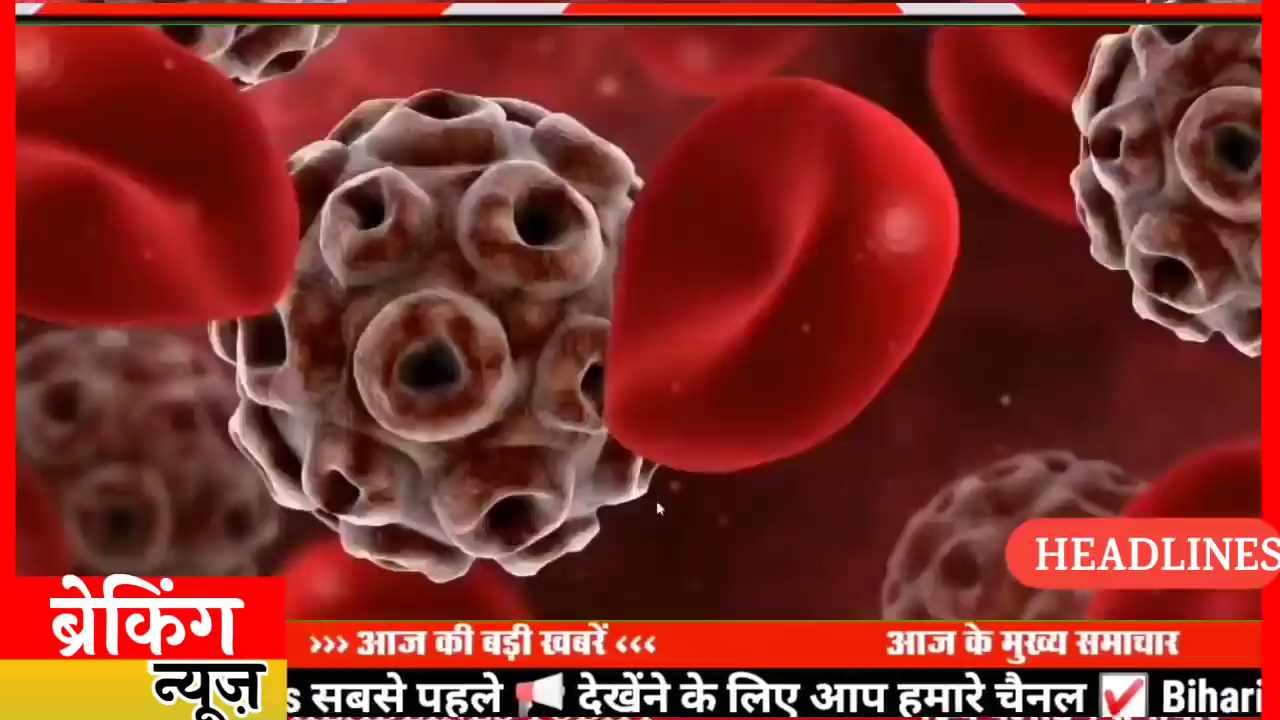 HEADLINES
ब्रेकिंग
न्यूज़
>>> आज की बड़ी खबरें <<<
आज के मुख्य समाचार
s सबसे पहले 📢 देखेंने के लिए आप हमारे चैनल ✅ Bihari